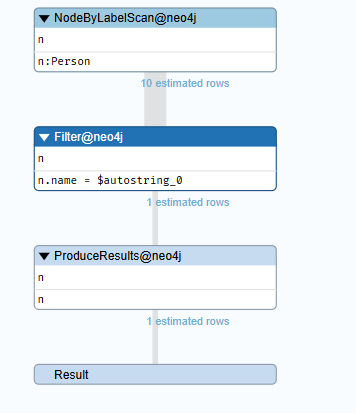 NodeByLabelScan@neo4j
n
n:Person
10 estimated rows
Filter@neo4j
n
n.name = $autostring_0
1 estimated rows
ProduceResults@neo4j
n
n
1 estimated rows
Result